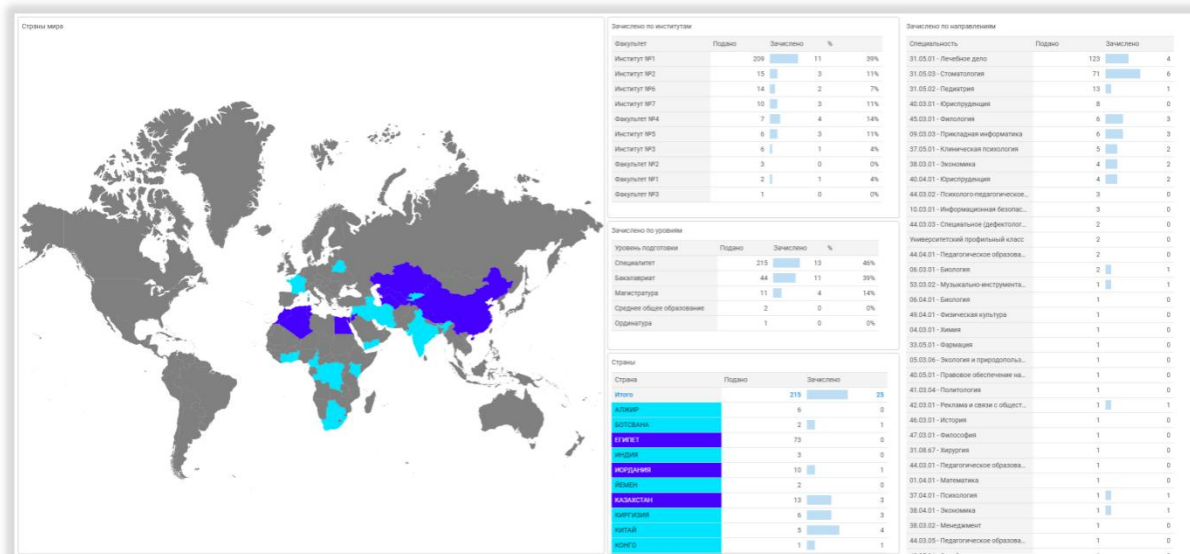 Страны мира
Зачислено по институтам
Факультет Подано Зачислено %
Институт №1 209 11 39%
Институт №2 15 3 11%
Институт №6 14 2 7%
Институт №7 10 3 11%
Факультет №4 7 4 14%
Институт №5 6 3 11%
Институт №3 6 1 4%
Факультет №2 3 0 0%
Факультет №1 2 1 4%
Факультет №3 1 0 0%
Зачислено по уровням
Уровень подготовки Подано Зачислено %
Специалитет 215 13 46%
Бакалавриат 44 11 39%
Магистратура 11 4 14%
Среднее общее образование 2 0 0%
Ординатура 1 0 0%
Страны
Страна Подано Зачислено
Итого 215 25
АЛЖИР 6 0
БОТСВАНА 2 1
ЕГИПЕТ 73 0
ИНДИЯ 3 0
ИОРДАНИЯ 10 1
ЙЕМЕН 2 0
КАЗАХСТАН 13 3
КИРГИЗИЯ 6 3
КИТАЙ 5 4
КОНГО 1 1
Зачислено по направлениям
Специальность Подано Зачислено
31.05.01 - Лечебное дело 123 4
31.05.03 - Стоматология 71 6
31.05.02 - Педиатрия 13 1
40.03.01 - Юриспруденция 8 0
45.03.01 - Филология 6 3
09.03.03 - Прикладная информатика 6 3
37.05.01 - Клиническая психология 5 2
38.03.01 - Экономика 4 2
40.04.01 - Юриспруденция 4 2
44.03.02 - Психолого-педагогическое... 3 0
10.03.01 - Информационная безопас... 3 0
44.03.03 - Специальное (дефектолог... 2 0
Университетский профильный класс 2 0
44.04.01 - Педагогическое образова... 2 0
06.03.01 - Биология 2 1
53.03.02 - Музыкально-инструмента... 1 1
06.04.01 - Биология 1 0
49.04.01 - Физическая культура 1 0
04.03.01 - Химия 1 0
33.05.01 - Фармация 1 0
05.03.06 - Экология и природопольз... 1 0
40.05.01 - Правовое обеспечение на... 1 0
41.03.04 - Политология 1 0
42.03.01 - Реклама и связи с общест... 1 1
46.03.01 - История 1 0
47.03.01 - Философия 1 0
31.08.67 - Хирургия 1 0
44.03.01 - Педагогическое образова... 1 0
01.04.01 - Математика 1 0
37.04.01 - Психология 1 1
38.04.01 - Экономика 1 1
38.03.02 - Менеджмент 1 0
44.03.05 - Педагогическое образова... 1 0